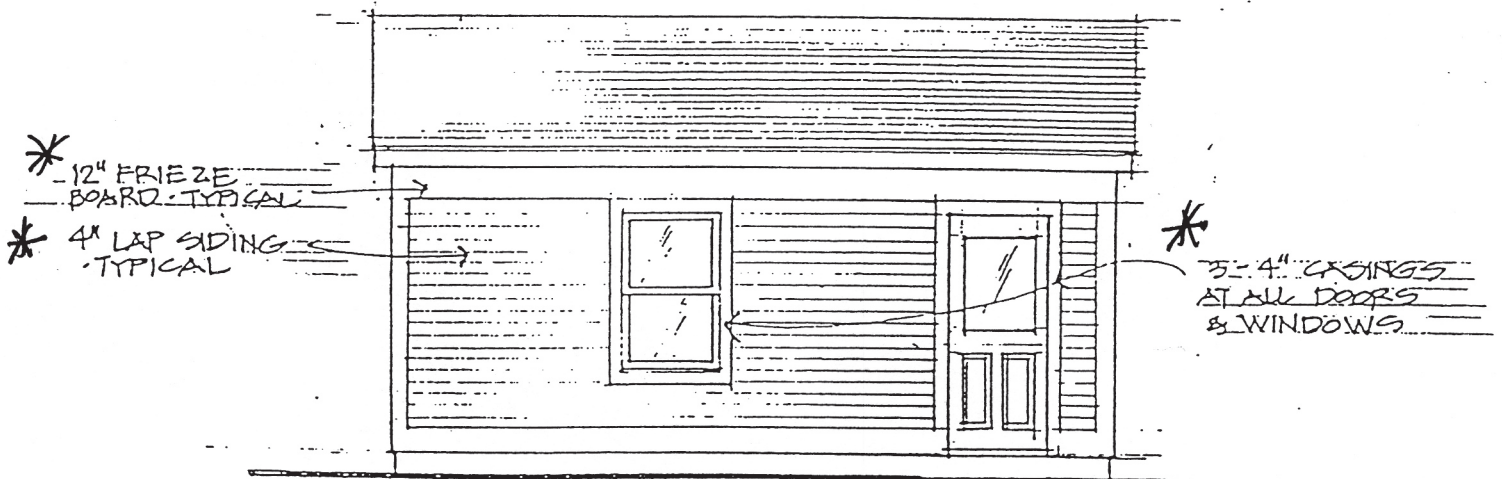 12" FRIEZE
BOARD · TYPICAL
4" LAP SIDING
· TYPICAL
3 - 4" CASINGS
AT ALL DOORS
& WINDOWS